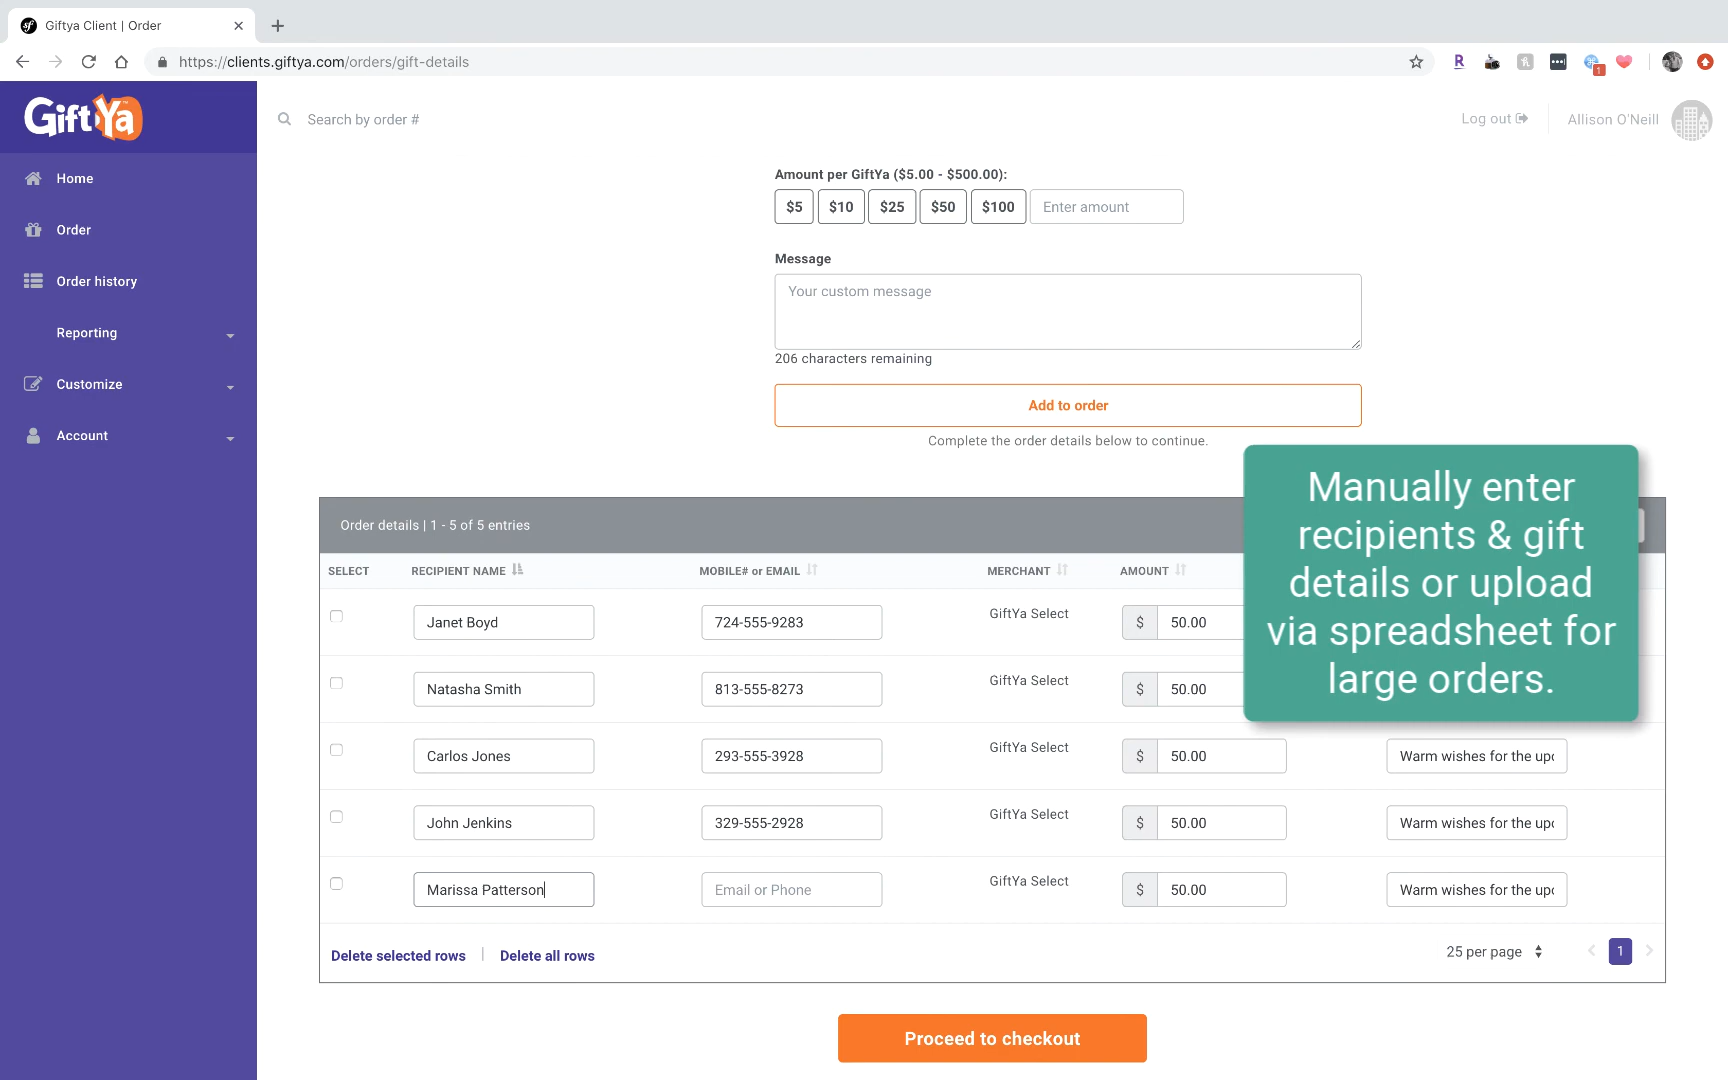 Giftya Client | Order
https://clients.giftya.com/orders/gift-details
R
1
GiftYa
Search by order #
Log out
Allison O'Neill
Home
Order
Order history
Reporting
Customize
Account
Amount per GiftYa ($5.00 - $500.00):
$5 $10 $25 $50 $100 Enter amount
Message
Your custom message
206 characters remaining
Add to order
Complete the order details below to continue.
Manually enter
recipients & gift
details or upload
via spreadsheet for
large orders.
Order details | 1 - 5 of 5 entries
SELECT RECIPIENT NAME MOBILE# or EMAIL MERCHANT AMOUNT
Janet Boyd 724-555-9283 GiftYa Select $ 50.00
Natasha Smith 813-555-8273 GiftYa Select $ 50.00
Carlos Jones 293-555-3928 GiftYa Select $ 50.00 Warm wishes for the upc
John Jenkins 329-555-2928 GiftYa Select $ 50.00 Warm wishes for the upc
Marissa Patterson Email or Phone GiftYa Select $ 50.00 Warm wishes for the upc
Delete selected rows | Delete all rows
25 per page
1
Proceed to checkout